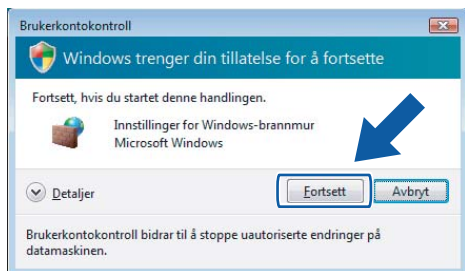 Brukerkontokontroll
Windows trenger din tillatelse for å fortsette
Fortsett, hvis du startet denne handlingen.
Innstillinger for Windows-brannmur
Microsoft Windows
Detaljer
Fortsett
Avbryt
Brukerkontokontroll bidrar til å stoppe uautoriserte endringer på
datamaskinen.